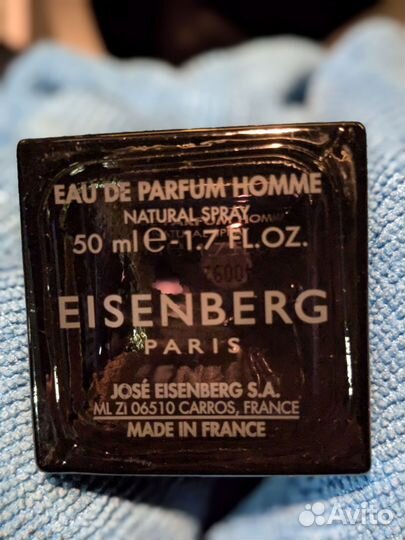 EAU DE PARFUM HOMME
NATURAL SPRAY
50 ml e - 1.7 FL.OZ.
EISENBERG
PARIS
JOSÉ EISENBERG S.A.
ML ZI 06510 CARROS, FRANCE
MADE IN FRANCE
Avito